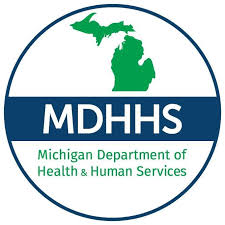 MDHHS
Michigan Department of
Health & Human Services